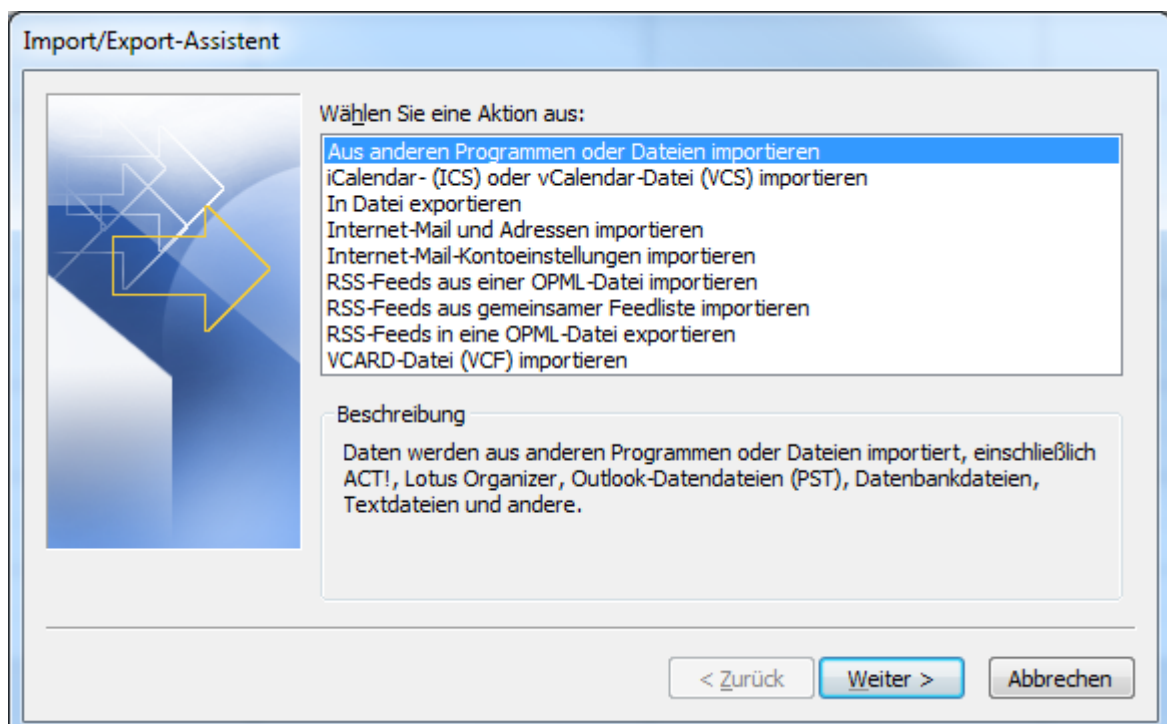 Import/Export-Assistent
Wählen Sie eine Aktion aus:
Aus anderen Programmen oder Dateien importieren
iCalendar- (ICS) oder vCalendar-Datei (VCS) importieren
In Datei exportieren
Internet-Mail und Adressen importieren
Internet-Mail-Kontoeinstellungen importieren
RSS-Feeds aus einer OPML-Datei importieren
RSS-Feeds aus gemeinsamer Feedliste importieren
RSS-Feeds in eine OPML-Datei exportieren
VCARD-Datei (VCF) importieren
Beschreibung
Daten werden aus anderen Programmen oder Dateien importiert, einschließlich
ACT!, Lotus Organizer, Outlook-Datendateien (PST), Datenbankdateien,
Textdateien und andere.
< Zurück Weiter > Abbrechen